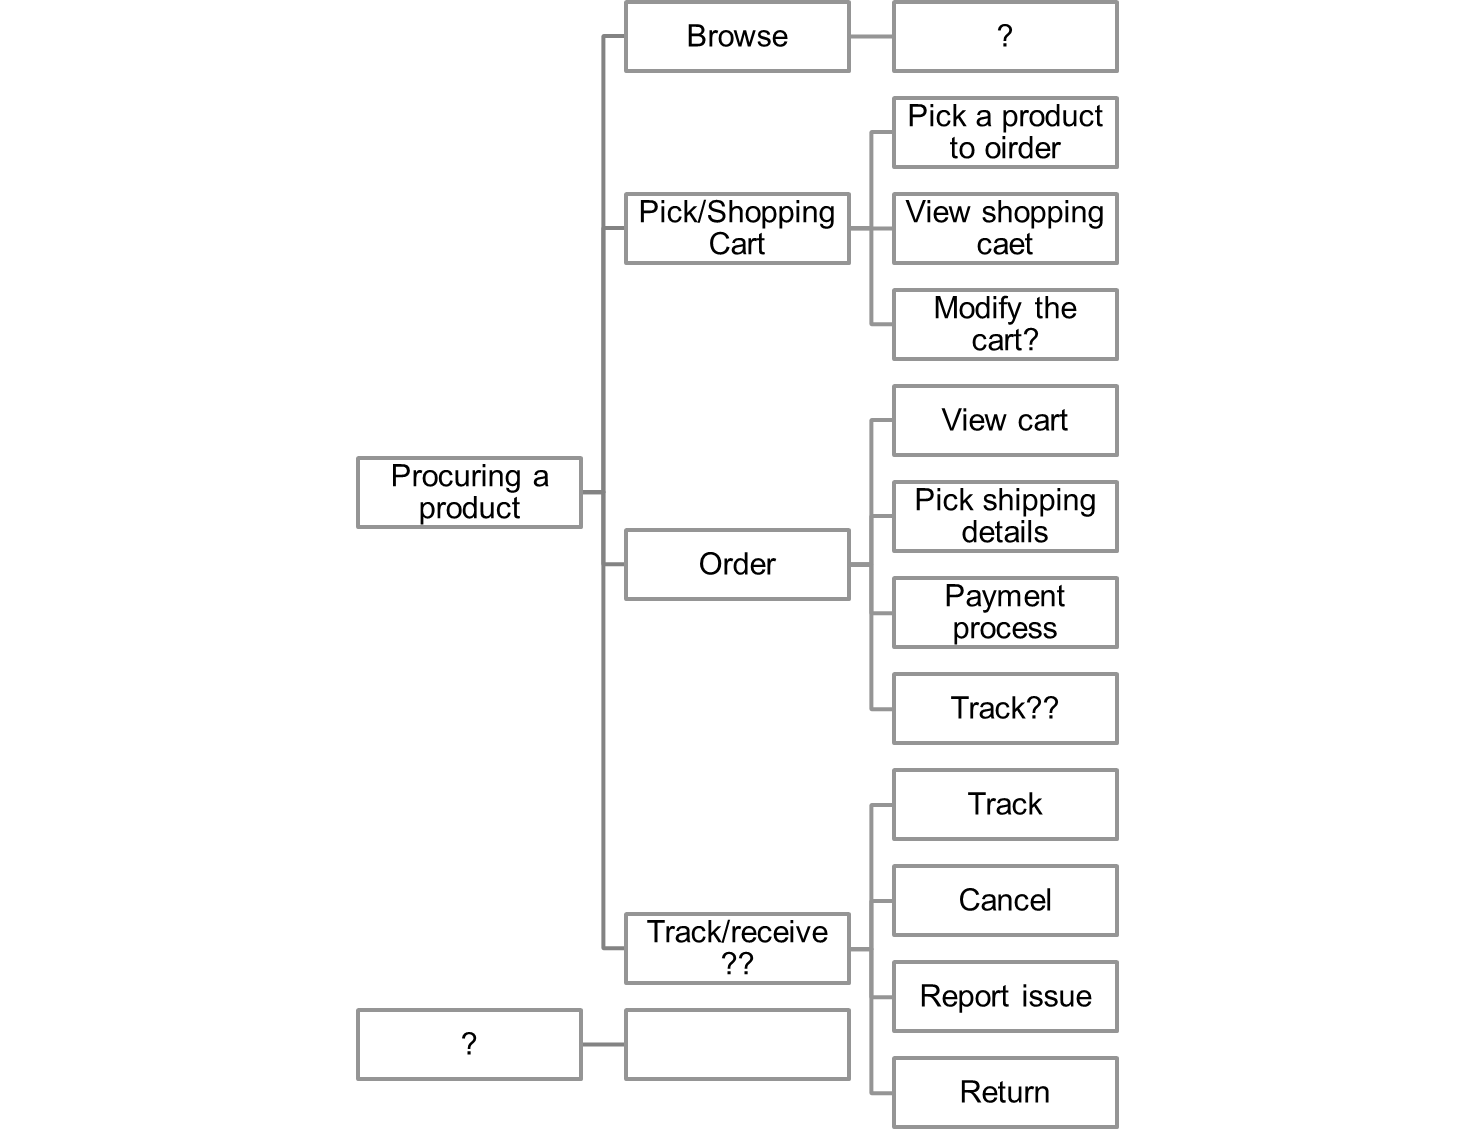 Browse
?
Pick a product
to oirder
Pick/Shopping
Cart
View shopping
caet
Modify the
cart?
View cart
Procuring a
product
Pick shipping
details
Order
Payment
process
Track??
Track
Cancel
Track/receive
??
Report issue
?
Return